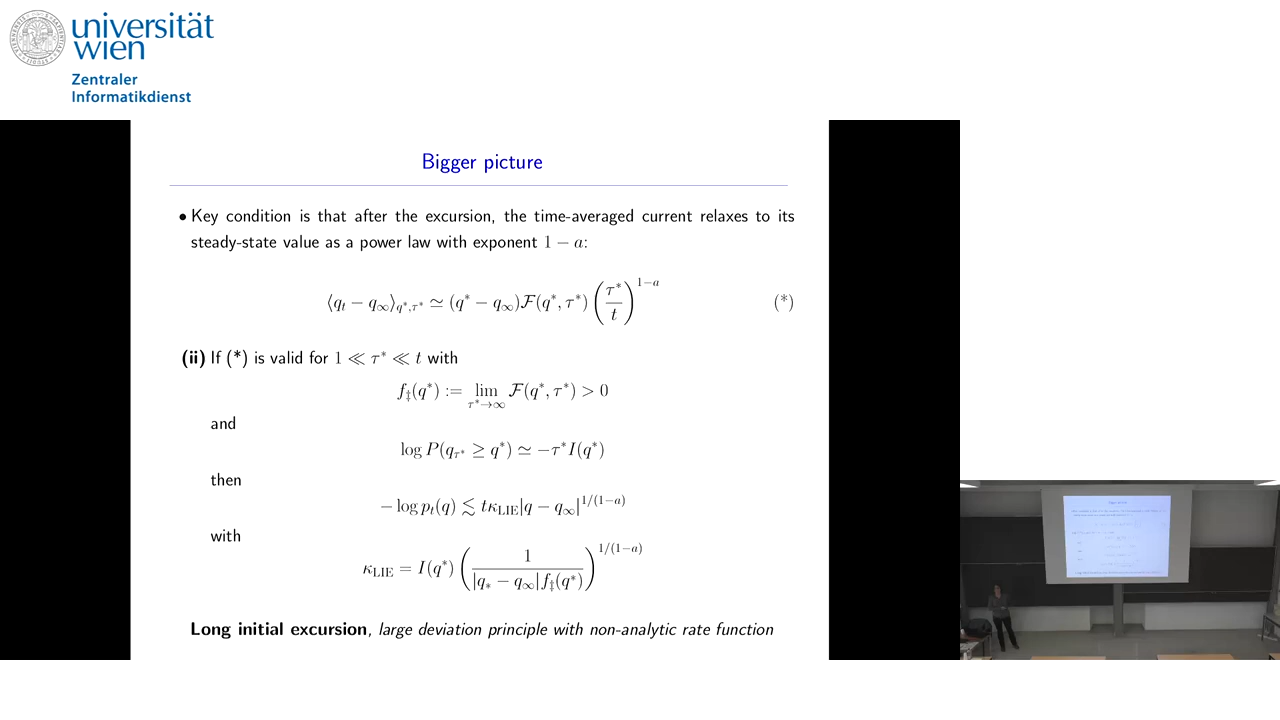 universität
wien
Zentraler
Informatikdienst
Bigger picture
• Key condition is that after the excursion, the time-averaged current relaxes to its
steady-state value as a power law with exponent 1 − a:
⟨q_t − q_∞⟩_{q*,τ*} ≃ (q* − q_∞)ℱ(q*, τ*) (τ*/t)^{1−a} (*)
(ii) If (*) is valid for 1 ≪ τ* ≪ t with
f_‡(q*) := lim_{τ*→∞} ℱ(q*, τ*) > 0
and
log P(q_{τ*} ≥ q*) ≃ −τ*I(q*)
then
− log p_t(q) ≲ tκ_LIE|q − q_∞|^{1/(1−a)}
with
κ_LIE = I(q*) (1/(|q_* − q_∞|f_‡(q*)))^{1/(1−a)}
Long initial excursion, large deviation principle with non-analytic rate function